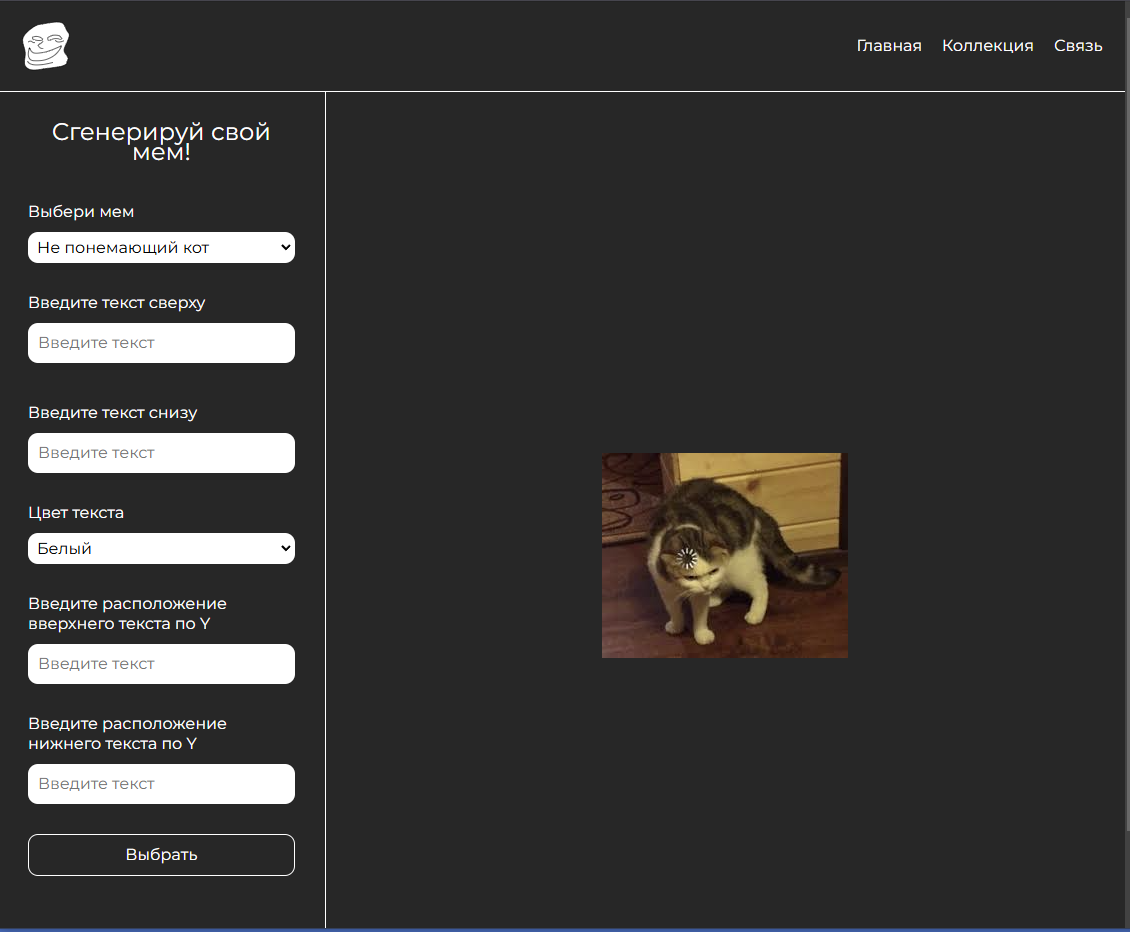 Главная Коллекция Связь
Сгенерируй свой
мем!
Выбери мем
Не понемающий кот
Введите текст сверху
Введите текст
Введите текст снизу
Введите текст
Цвет текста
Белый
Введите расположение
вверхнего текста по Y
Введите текст
Введите расположение
нижнего текста по Y
Введите текст
Выбрать